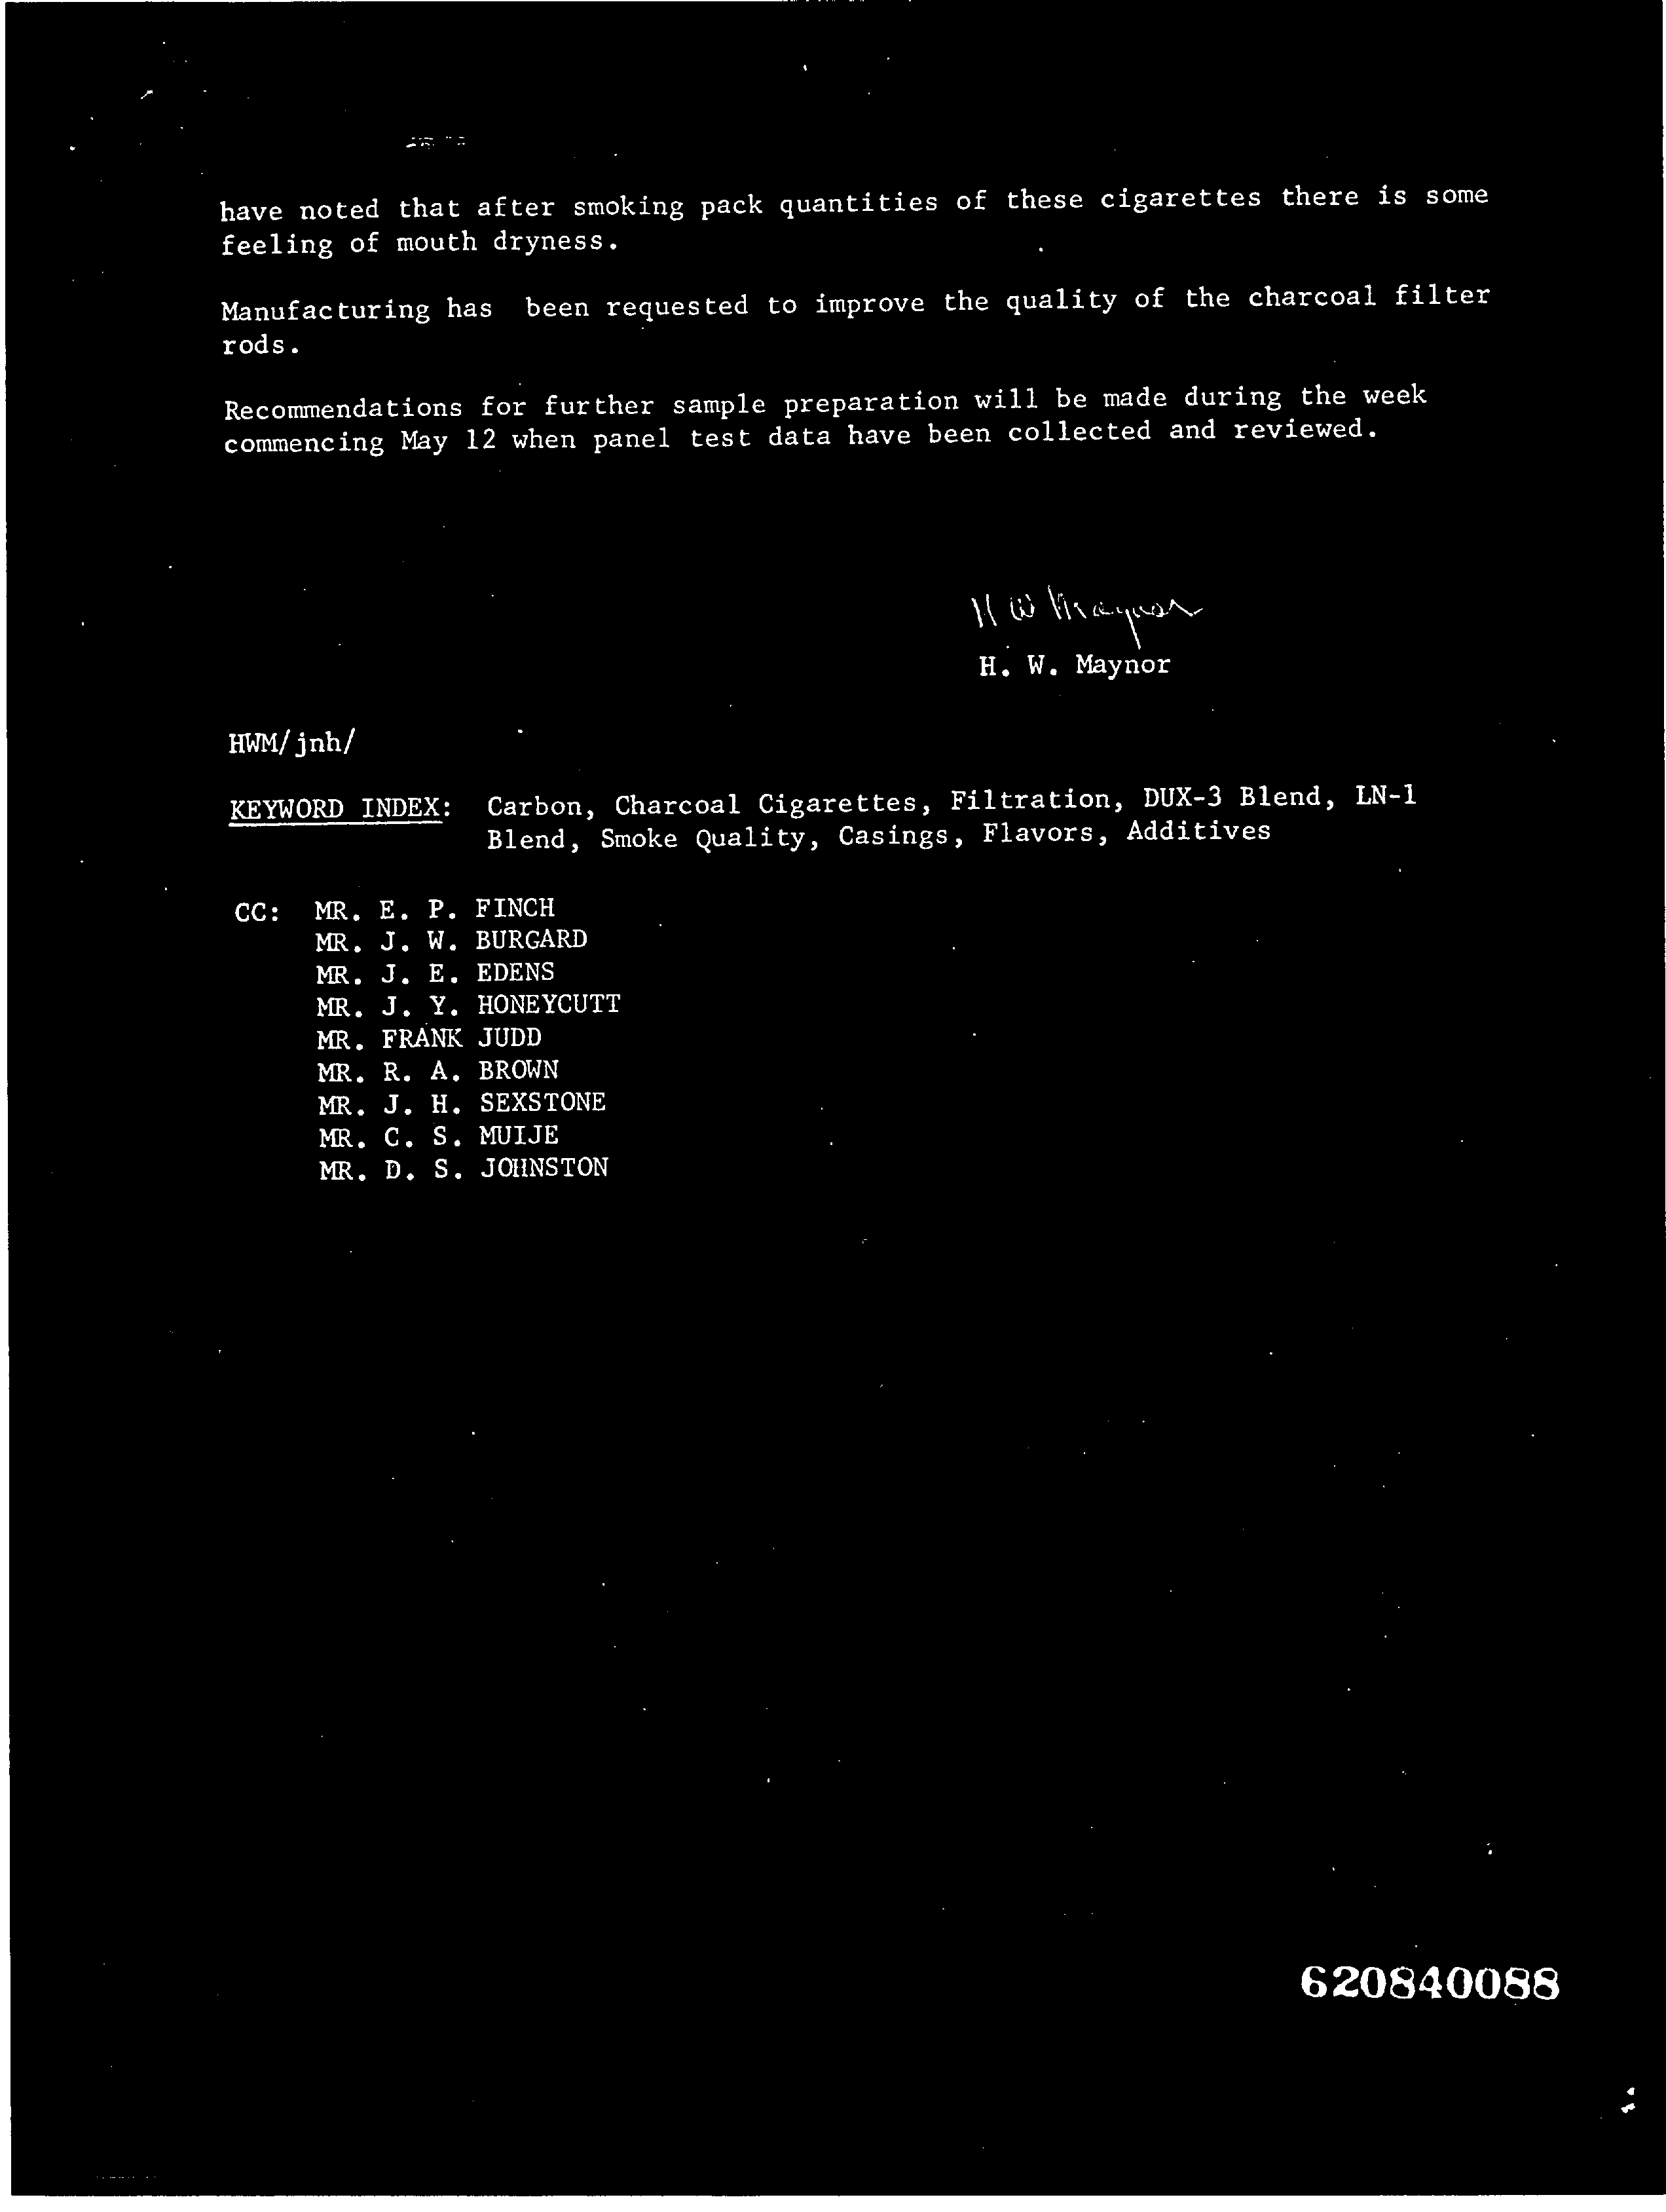 have noted that after smoking pack quantities of these cigarettes there is some
feeling of mouth dryness.
Manufacturing has been requested to improve the quality of the charcoal filter
rods.
Recommendations for further sample preparation will be made during the week
commencing May 12 when panel test data have been collected and reviewed.
H W Maynor
H. W. Maynor
HWM/jnh/
KEYWORD INDEX: Carbon, Charcoal Cigarettes, Filtration, DUX-3 Blend, LN-1
Blend, Smoke Quality, Casings, Flavors, Additives
CC: MR. E. P. FINCH
MR. J. W. BURGARD
MR. J. E. EDENS
MR. J. Y. HONEYCUTT
MR. FRANK JUDD
MR. R. A. BROWN
MR. J. H. SEXSTONE
MR. C. S. MUIJE
MR. D. S. JOHNSTON
620840088